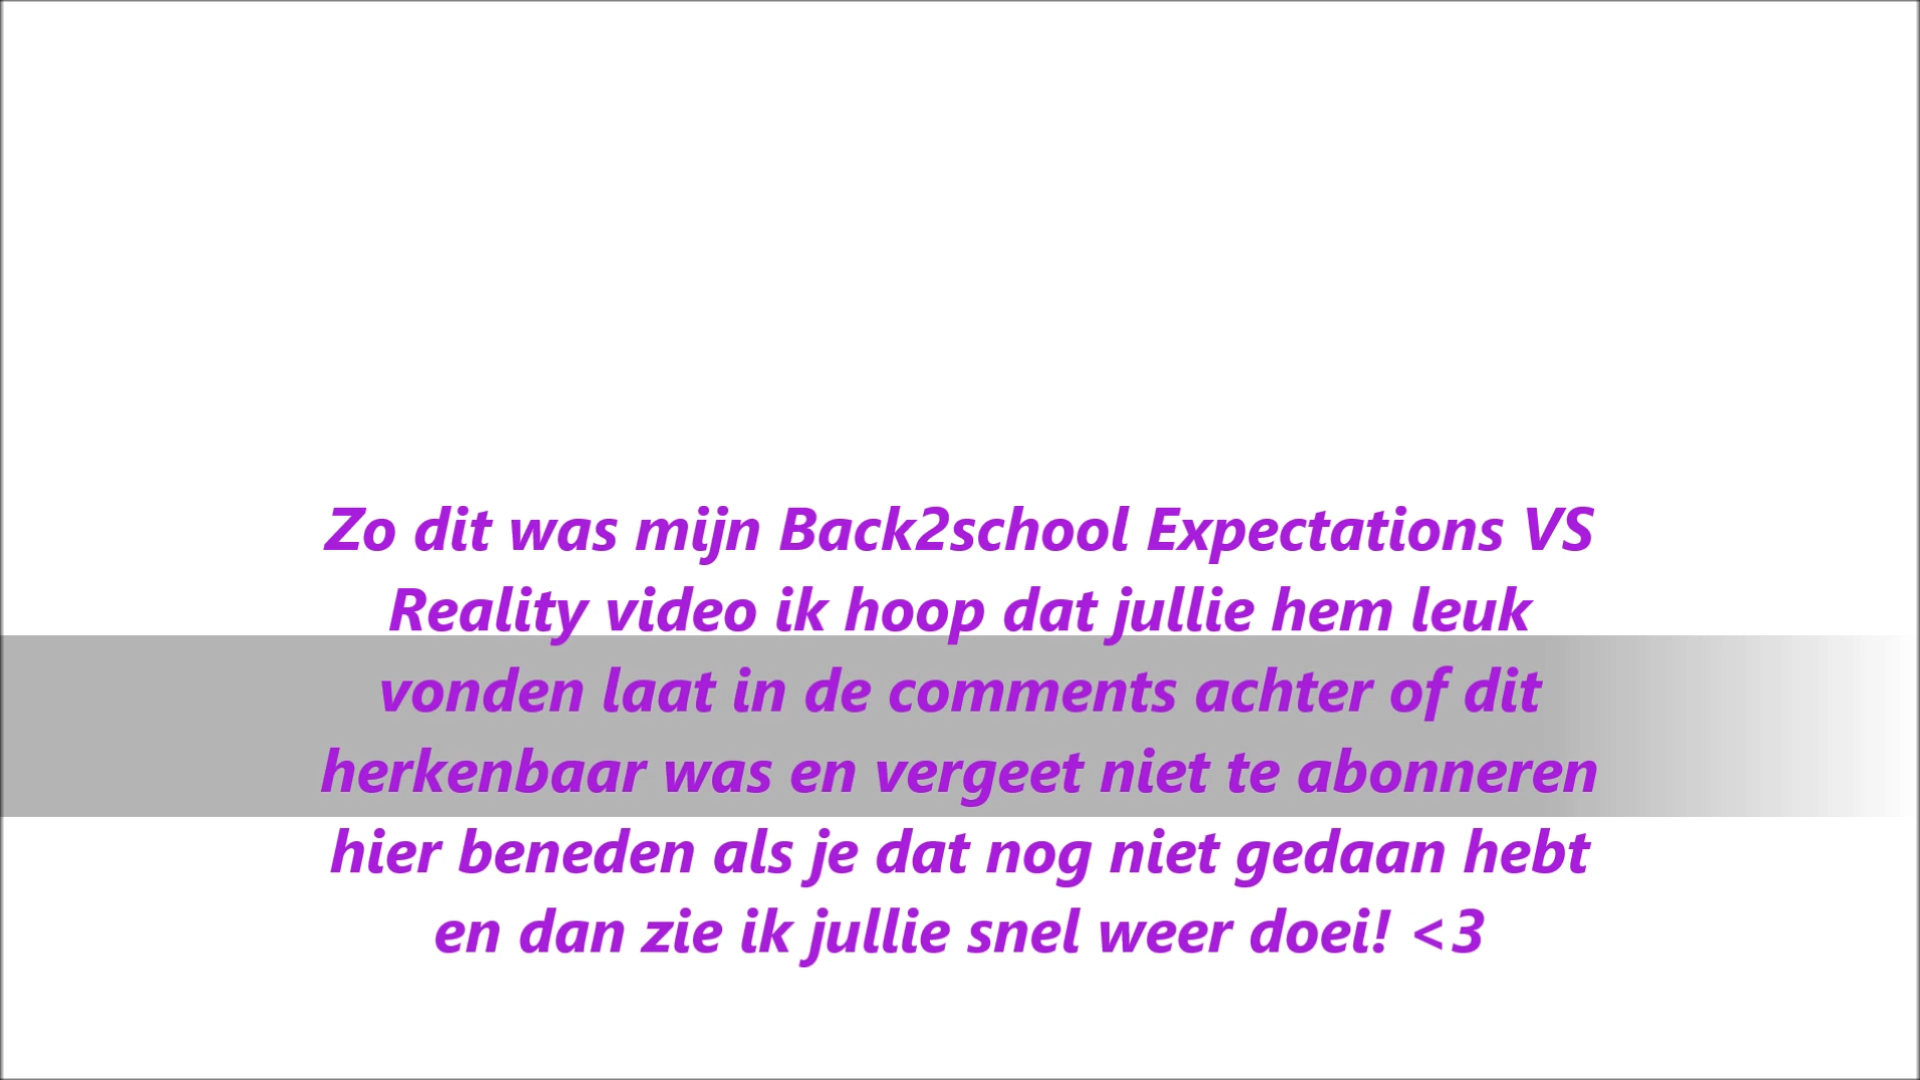 Zo dit was mijn Back2school Expectations VS
Reality video ik hoop dat jullie hem leuk
vonden laat in de comments achter of dit
herkenbaar was en vergeet niet te abonneren
hier beneden als je dat nog niet gedaan hebt
en dan zie ik jullie snel weer doei! <3